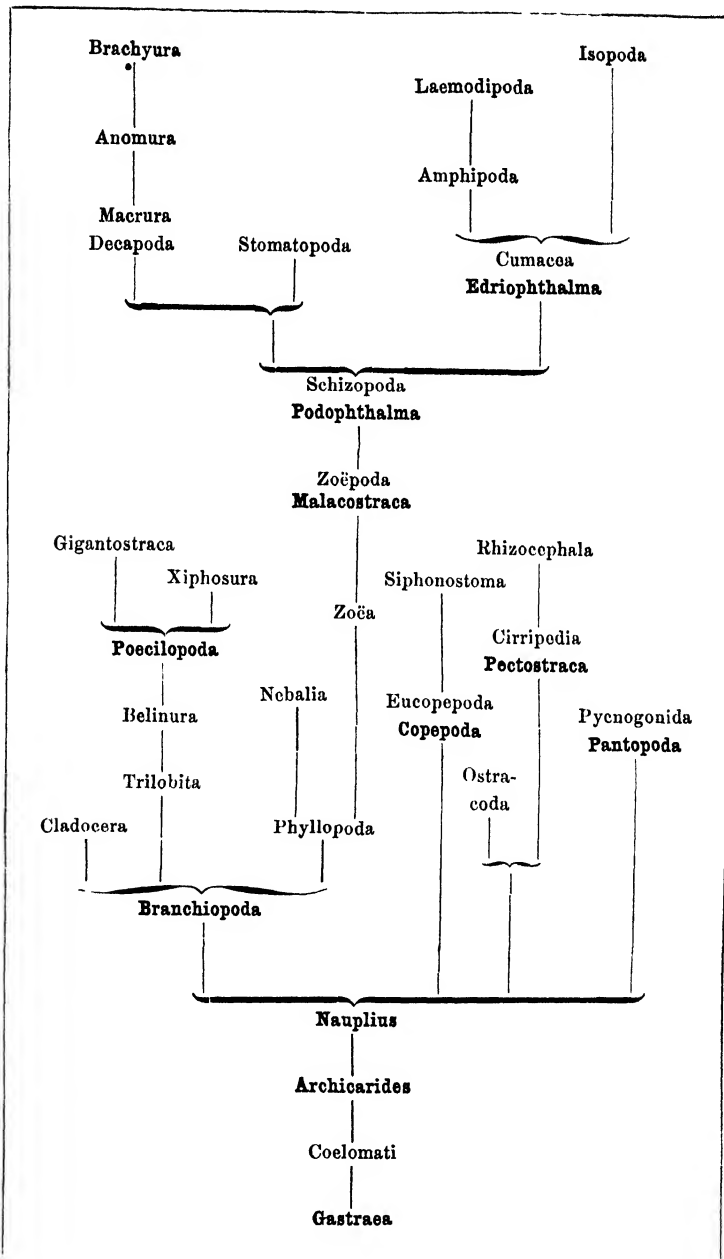 Brachyura
Isopoda
Laemodipoda
Anomura
Amphipoda
Macrura
Decapoda
Stomatopoda
Cumacea
Edriophthalma
Schizopoda
Podophthalma
Zoëpoda
Malacostraca
Gigantostraca
Xiphosura
Poecilopoda
Rhizocephala
Siphonostoma
Zoëa
Cirripedia
Pectostraca
Belinura
Nebalia
Eucopepoda
Copepoda
Pycnogonida
Pantopoda
Trilobita
Ostra-
coda
Cladocera
Phyllopoda
Branchiopoda
Nauplius
Archicarides
Coelomati
Gastraea